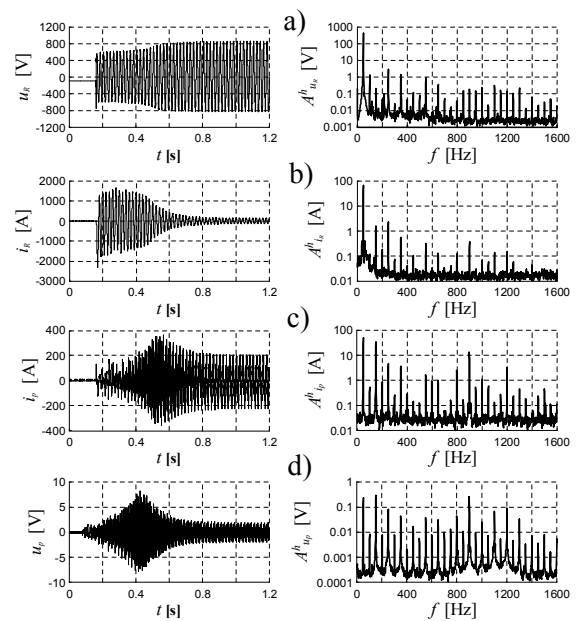 a)
1200
800
400
0
-400
-800
-1200
0 0.4 0.8 1.2
u_R [V]
t [s]
1000
100
10
1
0.1
0.01
0.001
0 400 800 1200 1600
A^h_{u_R} [V]
f [Hz]
b)
2000
1000
0
-1000
-2000
-3000
0 0.4 0.8 1.2
i_R [A]
t [s]
100
10
1
0.1
0.01
0 400 800 1200 1600
A^h_{i_R} [A]
f [Hz]
c)
400
200
0
-200
-400
0 0.4 0.8 1.2
i_p [A]
t [s]
100
10
1
0.1
0.01
0 400 800 1200 1600
A^h_{i_p} [A]
f [Hz]
d)
10
5
0
-5
-10
0 0.4 0.8 1.2
u_p [V]
t [s]
1
0.1
0.01
0.001
0.0001
0 400 800 1200 1600
A^h_{u_p} [V]
f [Hz]